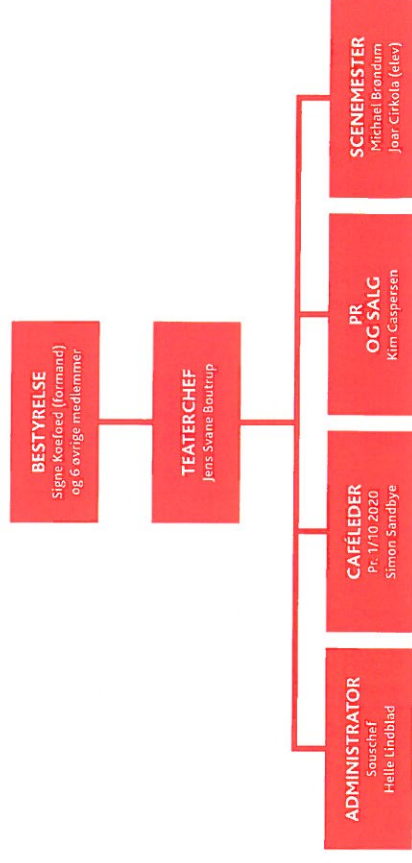 BESTYRELSE
Signe Koefoed (formand)
og 6 øvrige medlemmer
TEATERCHEF
Jens Svane Boutrup
ADMINISTRATOR
Souschef
Helle Lindblad
CAFÉLEDER
Pr. 1/10 2020
Simon Sandbye
PR
OG SALG
Kim Caspersen
SCENEMESTER
Michael Brøndum
Joar Cirkola (elev)